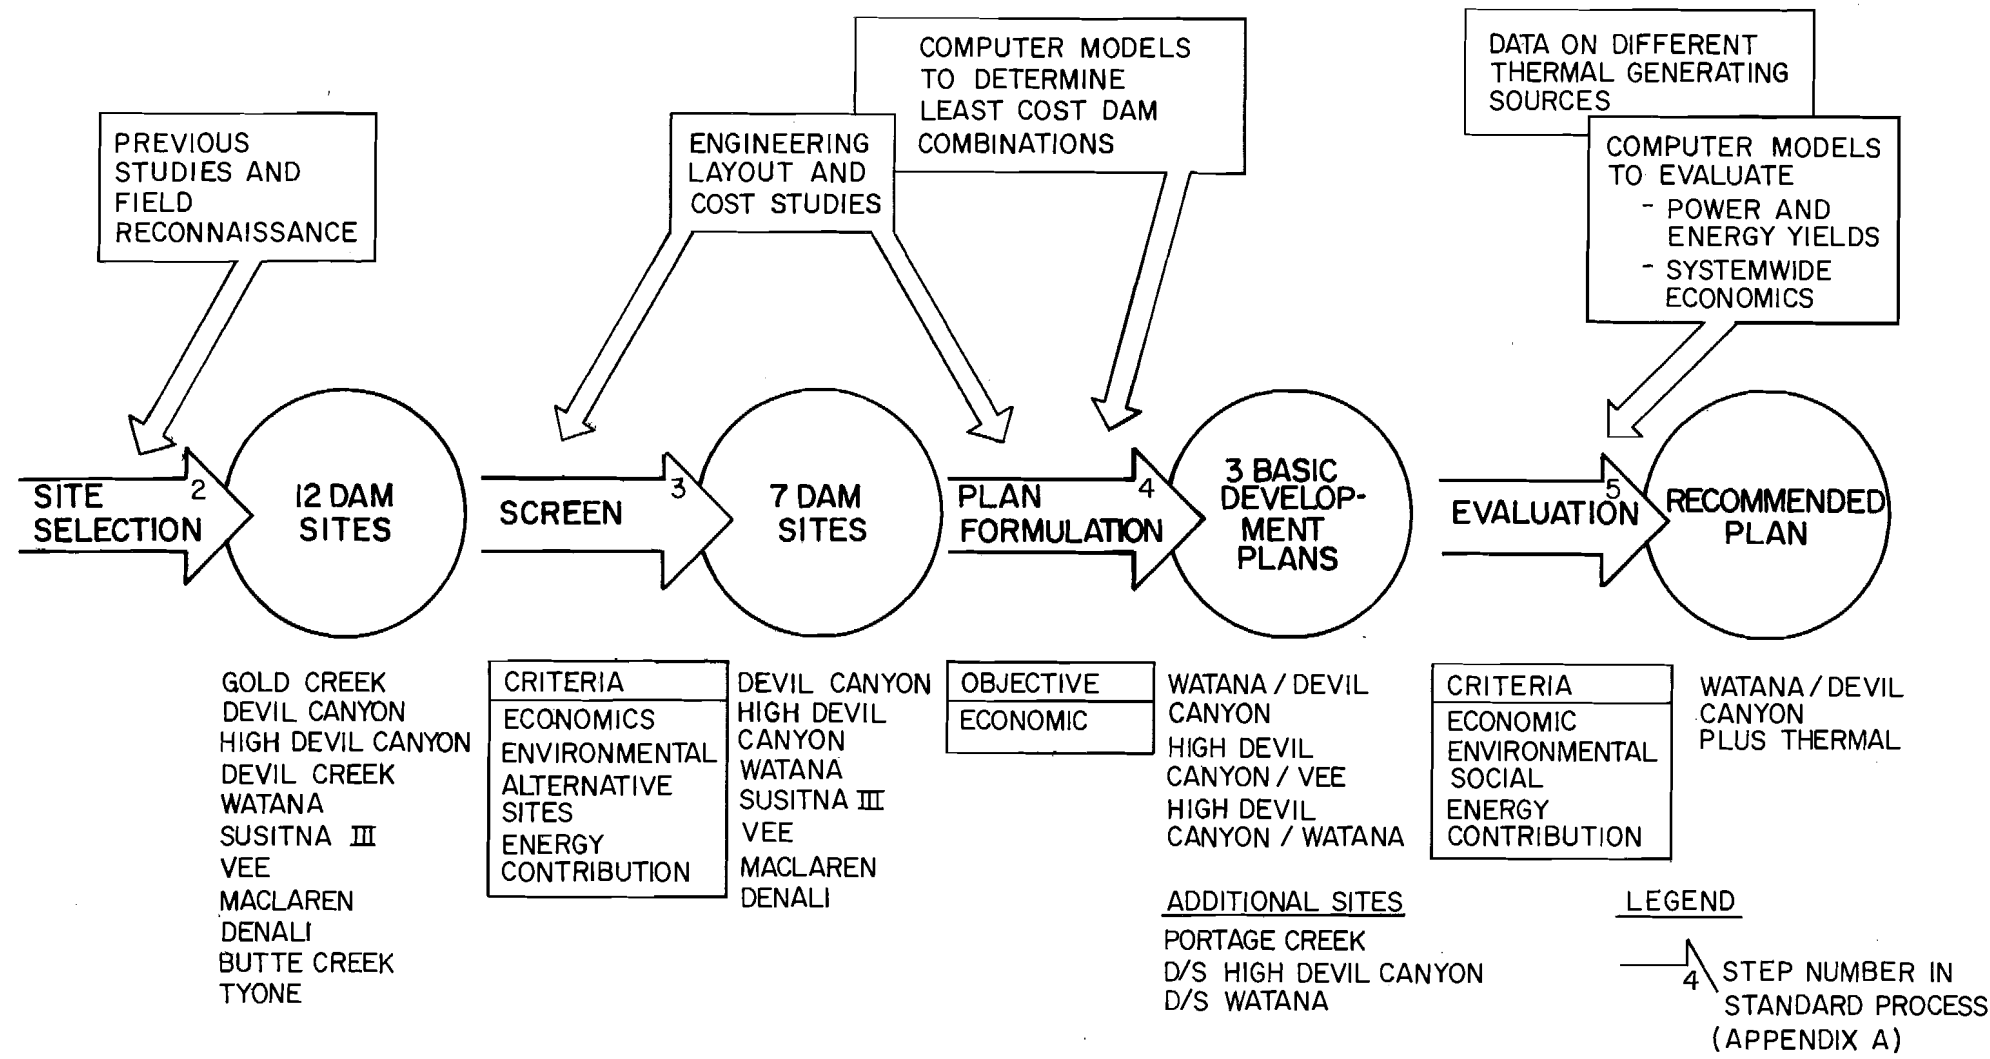 PREVIOUS
STUDIES AND
FIELD
RECONNAISSANCE
ENGINEERING
LAYOUT AND
COST STUDIES
COMPUTER MODELS
TO DETERMINE
LEAST COST DAM
COMBINATIONS
DATA ON DIFFERENT
THERMAL GENERATING
SOURCES
COMPUTER MODELS
TO EVALUATE
- POWER AND
ENERGY YIELDS
- SYSTEMWIDE
ECONOMICS
SITE
SELECTION
2
12 DAM
SITES
SCREEN
3
7 DAM
SITES
PLAN
FORMULATION
4
3 BASIC
DEVELOP-
MENT
PLANS
EVALUATION
5
RECOMMENDED
PLAN
GOLD CREEK
DEVIL CANYON
HIGH DEVIL CANYON
DEVIL CREEK
WATANA
SUSITNA III
VEE
MACLAREN
DENALI
BUTTE CREEK
TYONE
CRITERIA
ECONOMICS
ENVIRONMENTAL
ALTERNATIVE
SITES
ENERGY
CONTRIBUTION
DEVIL CANYON
HIGH DEVIL
CANYON
WATANA
SUSITNA III
VEE
MACLAREN
DENALI
OBJECTIVE
ECONOMIC
WATANA / DEVIL
CANYON
HIGH DEVIL
CANYON / VEE
HIGH DEVIL
CANYON / WATANA
ADDITIONAL SITES
PORTAGE CREEK
D/S HIGH DEVIL CANYON
D/S WATANA
CRITERIA
ECONOMIC
ENVIRONMENTAL
SOCIAL
ENERGY
CONTRIBUTION
WATANA / DEVIL
CANYON
PLUS THERMAL
LEGEND
4
STEP NUMBER IN
STANDARD PROCESS
(APPENDIX A)